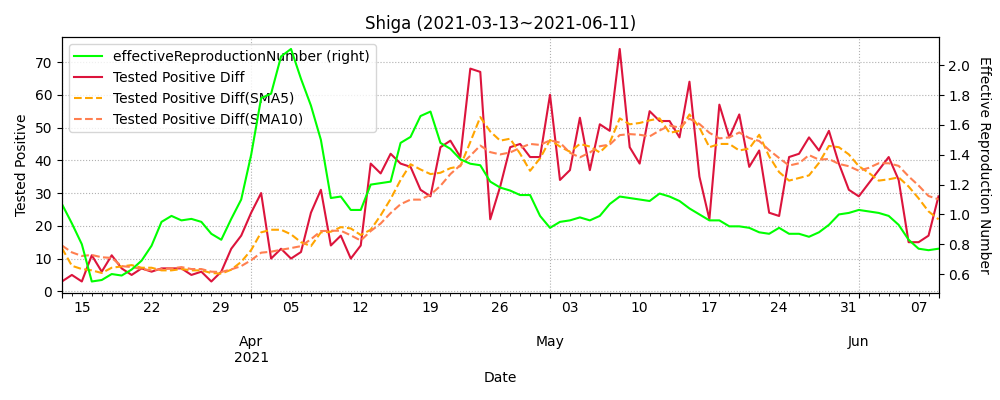 Shiga (2021-03-13~2021-06-11)
effectiveReproductionNumber (right)
Tested Positive Diff
Tested Positive Diff(SMA5)
Tested Positive Diff(SMA10)
Tested Positive
70
60
50
40
30
20
10
0
2.0
1.8
1.6
1.4
1.2
1.0
0.8
0.6
Effective Reproduction Number
15 22 29 05 12 19 26 03 10 17 24 31 07
Apr May Jun
2021
Date